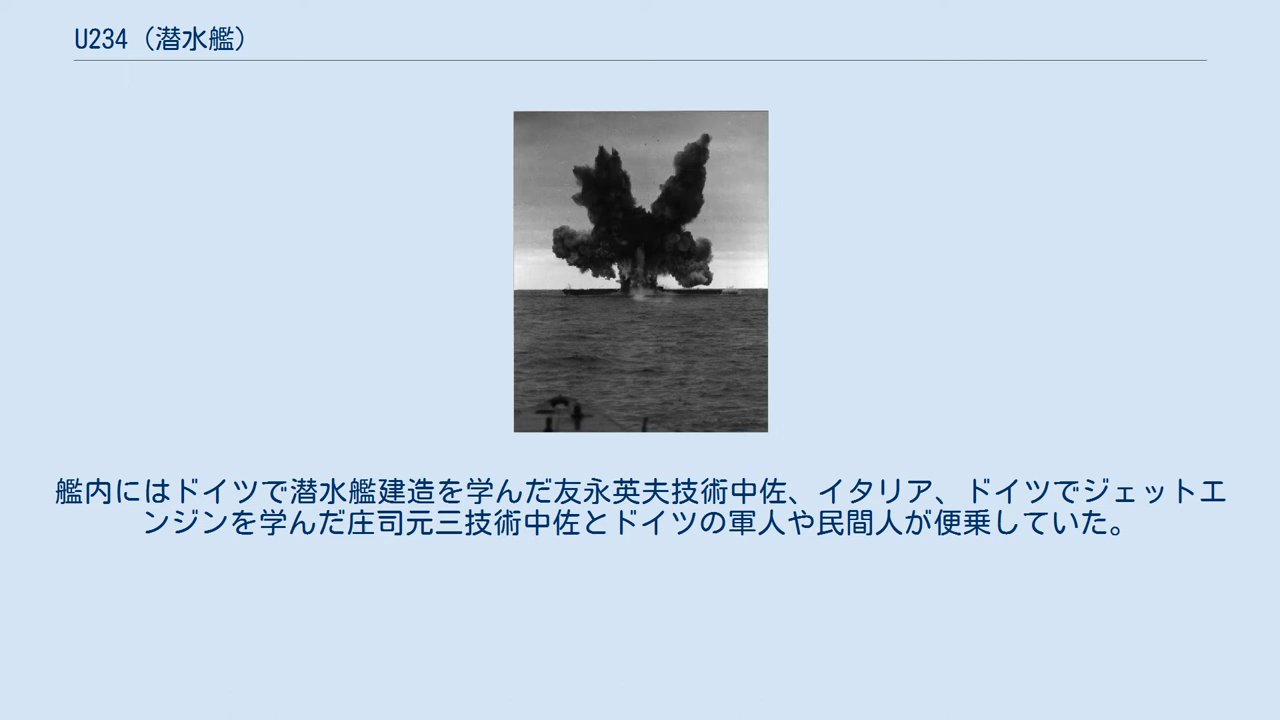 U234（潜水艦）
艦内にはドイツで潜水艦建造を学んだ友永英夫技術中佐、イタリア、ドイツでジェットエ
ンジンを学んだ庄司元三技術中佐とドイツの軍人や民間人が便乗していた。